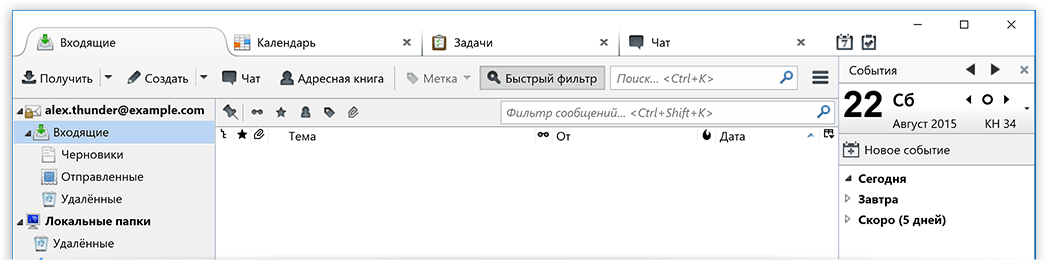 Входящие Календарь Задачи Чат
Получить Создать Чат Адресная книга Метка Быстрый фильтр Поиск... <Ctrl+K> События
alex.thunder@example.com Фильтр сообщений... <Ctrl+Shift+K> 22 Сб
Август 2015 КН 34
Входящие Тема От Дата
Черновики Новое событие
Отправленные Сегодня
Удалённые Завтра
Локальные папки Скоро (5 дней)
Удалённые